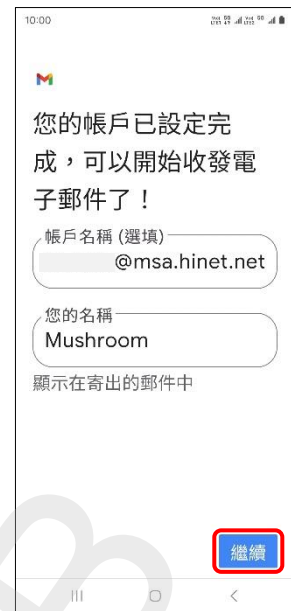 10:00
您的帳戶已設定完
成，可以開始收發電
子郵件了！
帳戶名稱 (選填)
@msa.hinet.net
您的名稱
Mushroom
顯示在寄出的郵件中
繼續